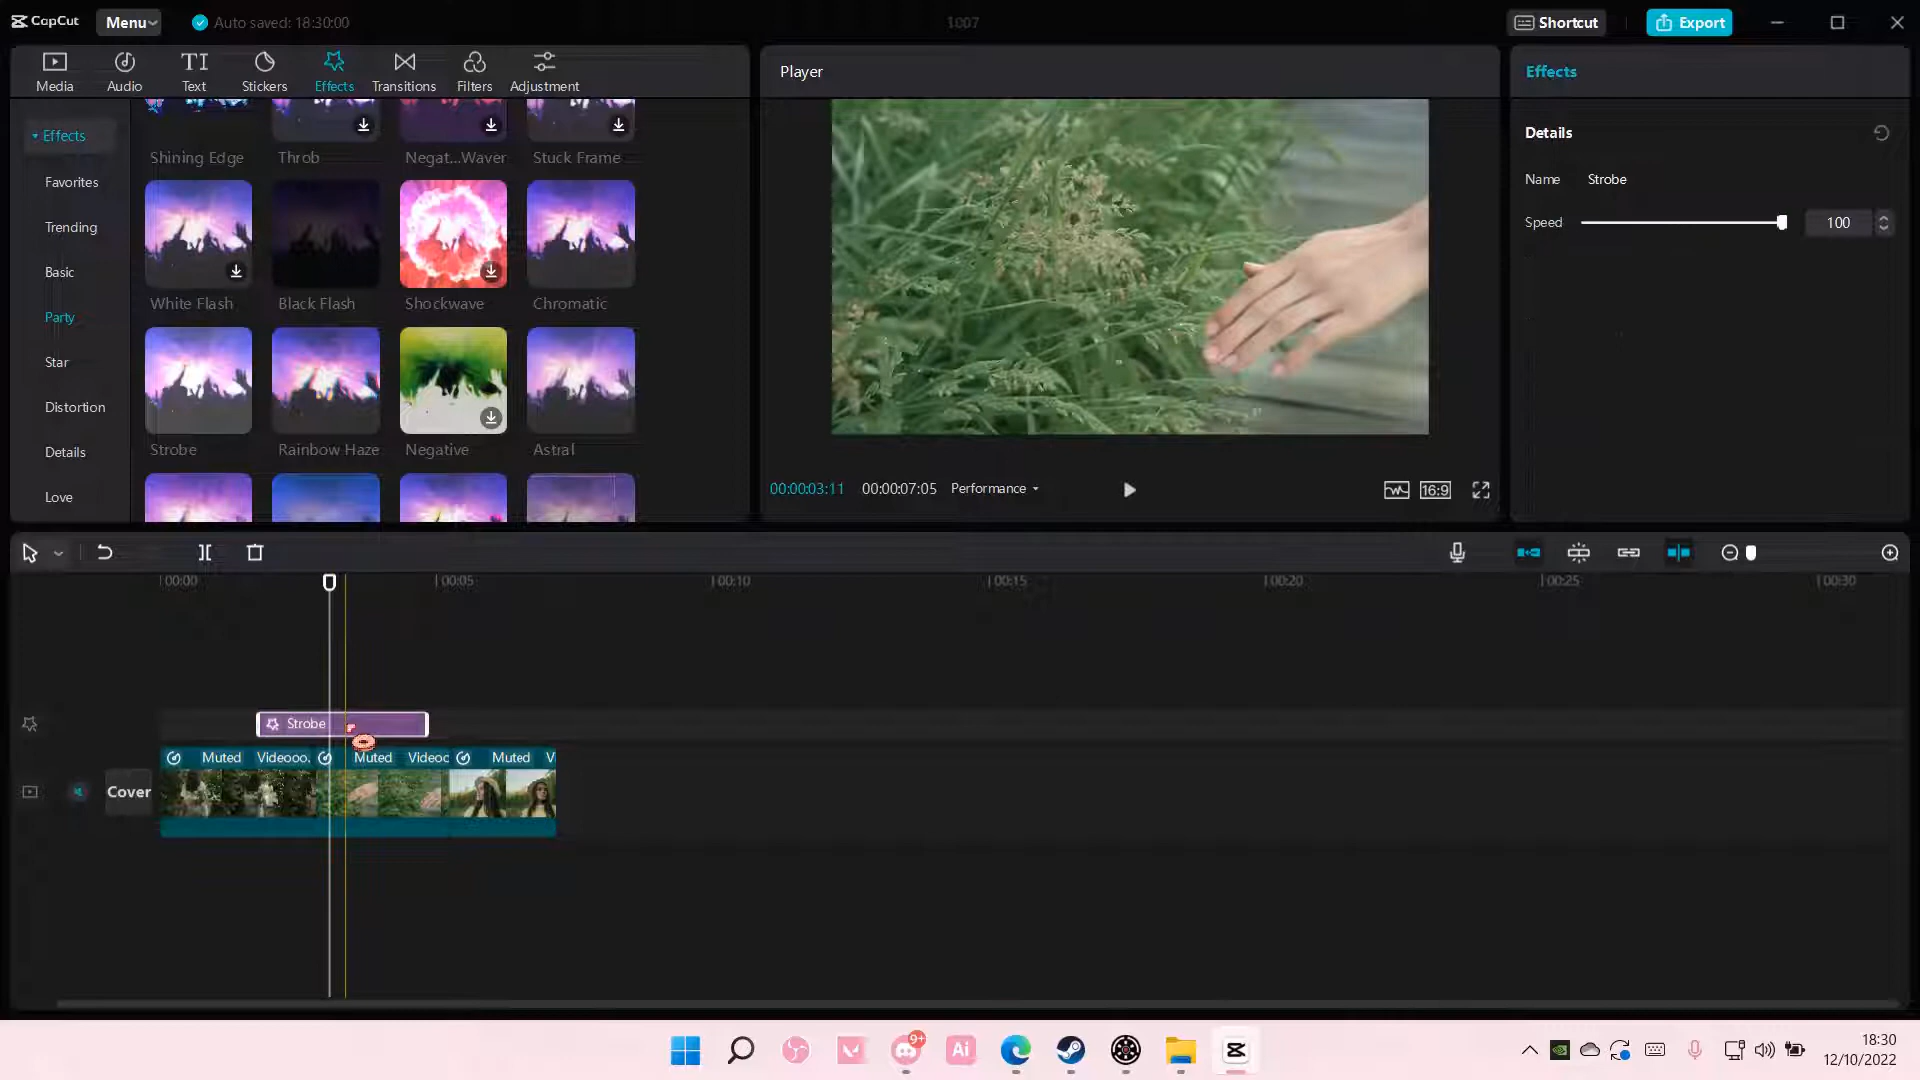 CapCut
Menu
Auto saved: 18:30:00
1007
Shortcut
Export
Media
Audio
Text
Stickers
Effects
Transitions
Filters
Adjustment
Player
Effects
Effects
Favorites
Trending
Basic
Party
Star
Distortion
Details
Love
Shining Edge
Throb
Negat...Waver
Stuck Frame
White Flash
Black Flash
Shockwave
Chromatic
Strobe
Rainbow Haze
Negative
Astral
Details
Name Strobe
Speed 100
00:00:03:11 00:00:07:05 Performance
16:9
00:00 00:05 00:10 00:15 00:20 00:25 00:30
Strobe
Muted Videooo. Muted Videoc Muted V
Cover
9+
Ai
18:30
12/10/2022